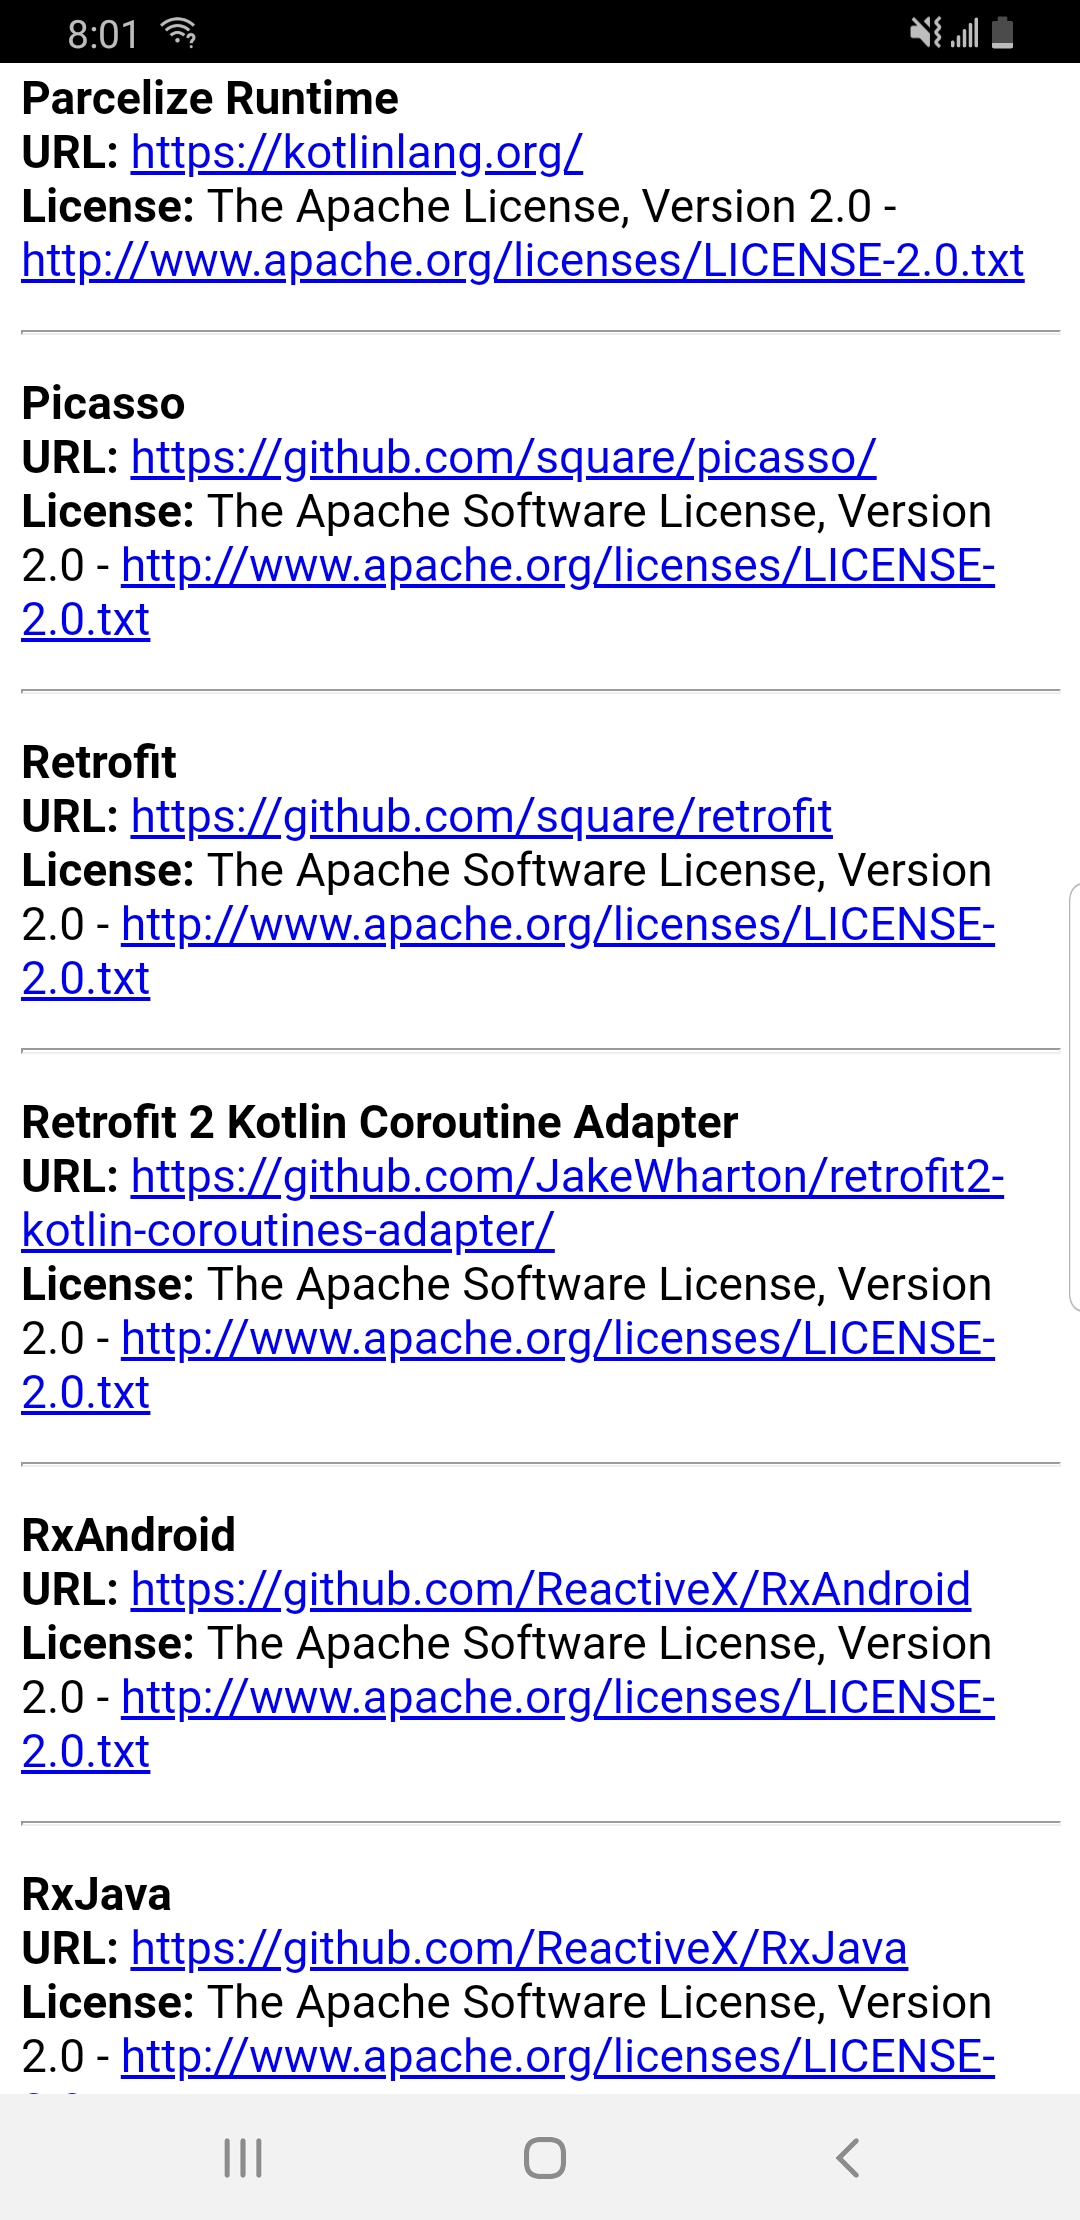 8:01
Parcelize Runtime
URL: https://kotlinlang.org/
License: The Apache License, Version 2.0 -
http://www.apache.org/licenses/LICENSE-2.0.txt
Picasso
URL: https://github.com/square/picasso/
License: The Apache Software License, Version
2.0 - http://www.apache.org/licenses/LICENSE-
2.0.txt
Retrofit
URL: https://github.com/square/retrofit
License: The Apache Software License, Version
2.0 - http://www.apache.org/licenses/LICENSE-
2.0.txt
Retrofit 2 Kotlin Coroutine Adapter
URL: https://github.com/JakeWharton/retrofit2-
kotlin-coroutines-adapter/
License: The Apache Software License, Version
2.0 - http://www.apache.org/licenses/LICENSE-
2.0.txt
RxAndroid
URL: https://github.com/ReactiveX/RxAndroid
License: The Apache Software License, Version
2.0 - http://www.apache.org/licenses/LICENSE-
2.0.txt
RxJava
URL: https://github.com/ReactiveX/RxJava
License: The Apache Software License, Version
2.0 - http://www.apache.org/licenses/LICENSE-